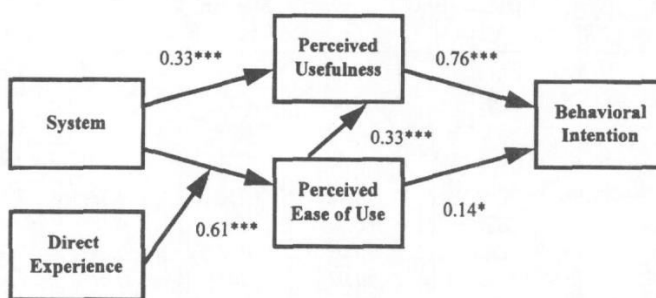 0.33***
Perceived
Usefulness
0.76***
System
Behavioral
Intention
0.33***
Perceived
Ease of Use
0.61***
0.14*
Direct
Experience